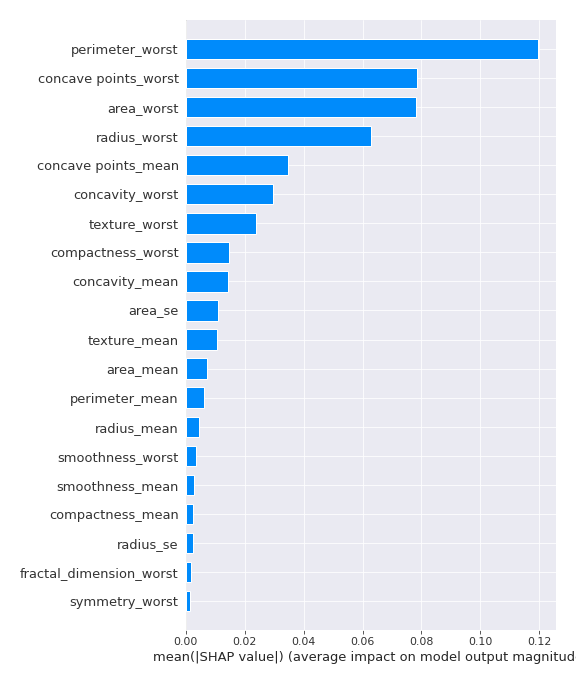 perimeter_worst
concave points_worst
area_worst
radius_worst
concave points_mean
concavity_worst
texture_worst
compactness_worst
concavity_mean
area_se
texture_mean
area_mean
perimeter_mean
radius_mean
smoothness_worst
smoothness_mean
compactness_mean
radius_se
fractal_dimension_worst
symmetry_worst
0.00 0.02 0.04 0.06 0.08 0.10 0.12
mean(|SHAP value|) (average impact on model output magnitud